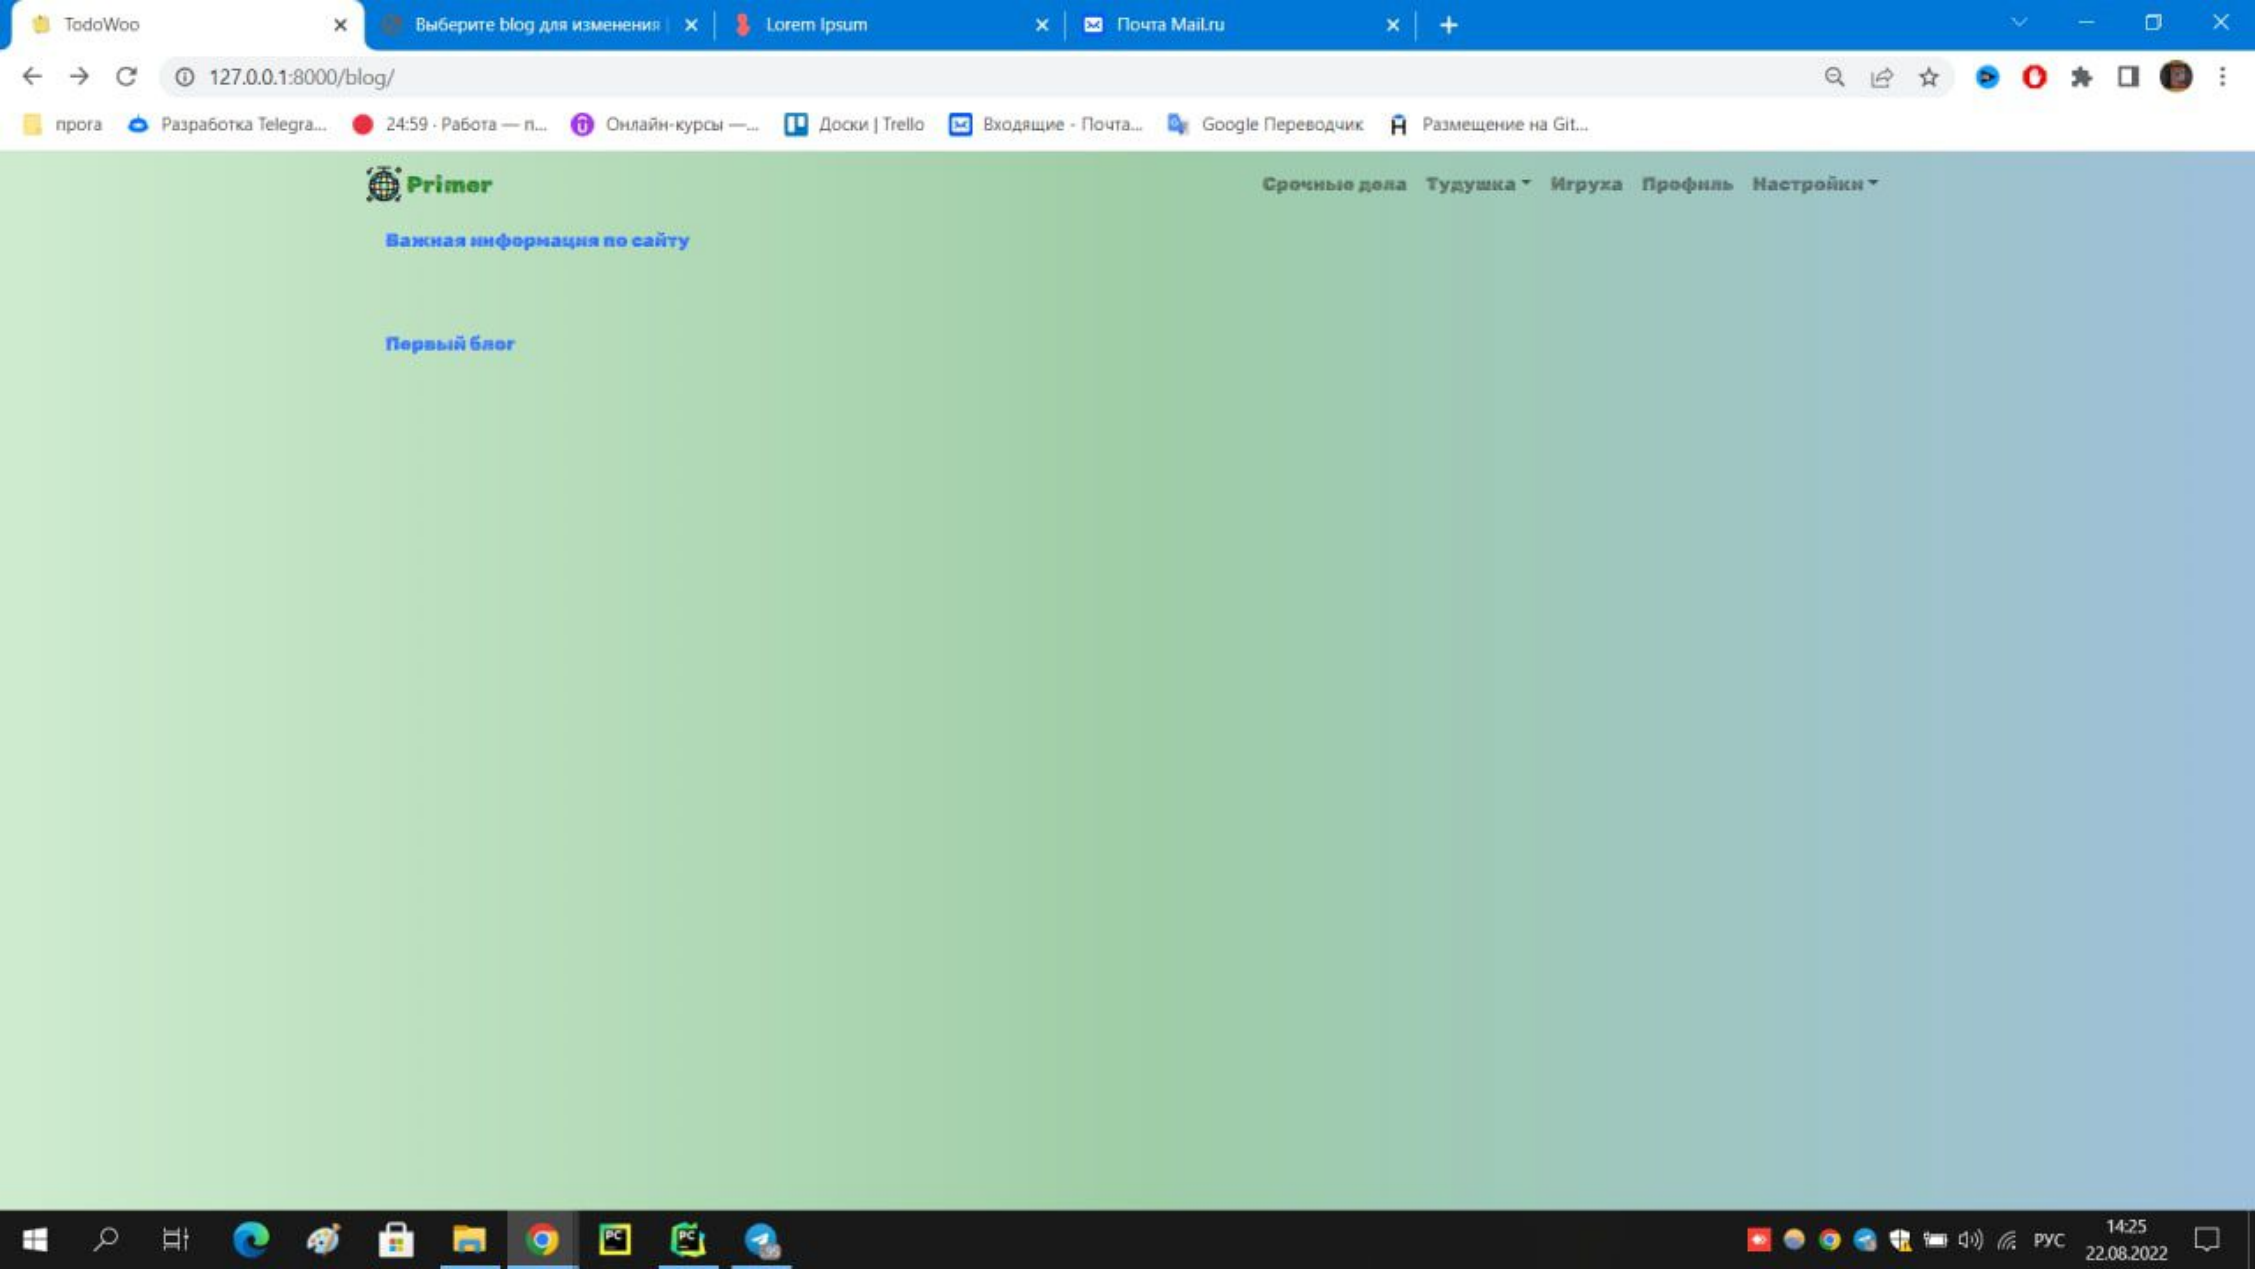 TodoWoo
Выберите blog для изменения
Lorem Ipsum
Почта Mail.ru
127.0.0.1:8000/blog/
прога
Разработка Telegra...
24:59 · Работа — п...
Онлайн-курсы —...
Доски | Trello
Входящие - Почта...
Google Переводчик
Размещение на Git...
Primer
Срочные дела
Тудушка
Игруха
Профиль
Настройки
Важная информация по сайту
Первый блог
PC
PC
РУС
14:25
22.08.2022